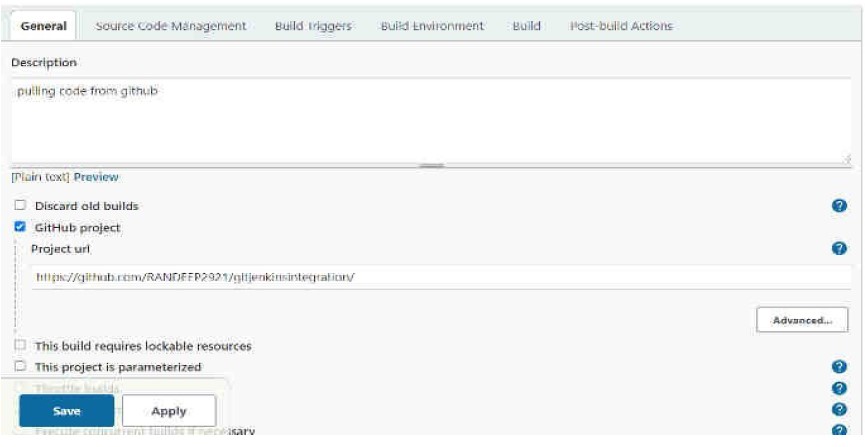 General Source Code Management Build Triggers Build Environment Build Post-build Actions
Description
pulling code from github
[Plain text] Preview
Discard old builds
GitHub project
Project url
https://github.com/RANDEEP2921/gitjenkinsintegration/
Advanced...
This build requires lockable resources
This project is parameterized
Throttle builds
Save Apply
Execute concurrent builds if necessary